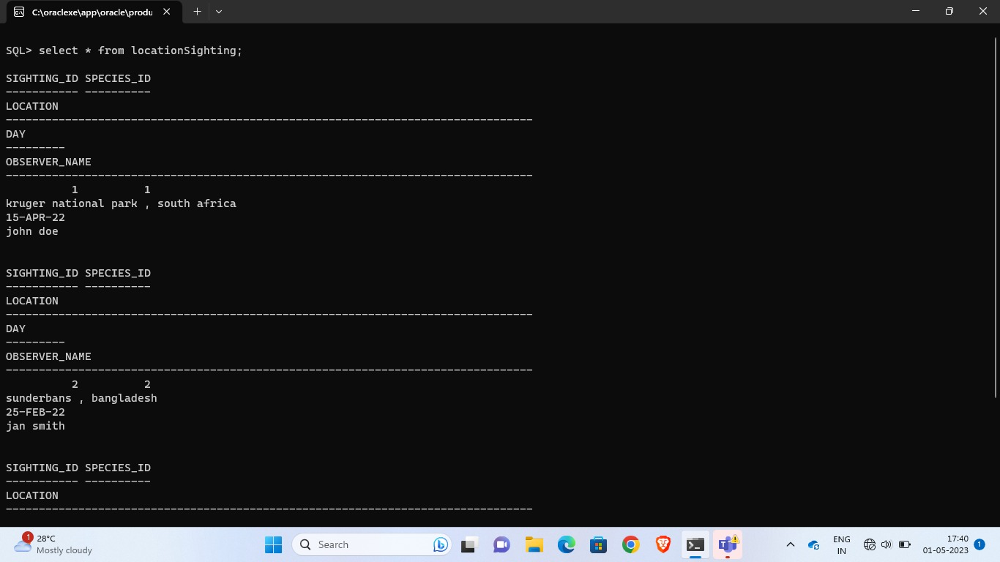 C:\oraclexe\app\oracle\produ
SQL> select * from locationSighting;
SIGHTING_ID SPECIES_ID
----------- ----------
LOCATION
--------------------------------------------------------------------------------
DAY
---------
OBSERVER_NAME
--------------------------------------------------------------------------------
          1          1
kruger national park , south africa
15-APR-22
john doe
SIGHTING_ID SPECIES_ID
----------- ----------
LOCATION
--------------------------------------------------------------------------------
DAY
---------
OBSERVER_NAME
--------------------------------------------------------------------------------
          2          2
sunderbans , bangladesh
25-FEB-22
jan smith
SIGHTING_ID SPECIES_ID
----------- ----------
LOCATION
--------------------------------------------------------------------------------
1
28°C
Mostly cloudy
Search
ENG
IN
17:40
01-05-2023
1